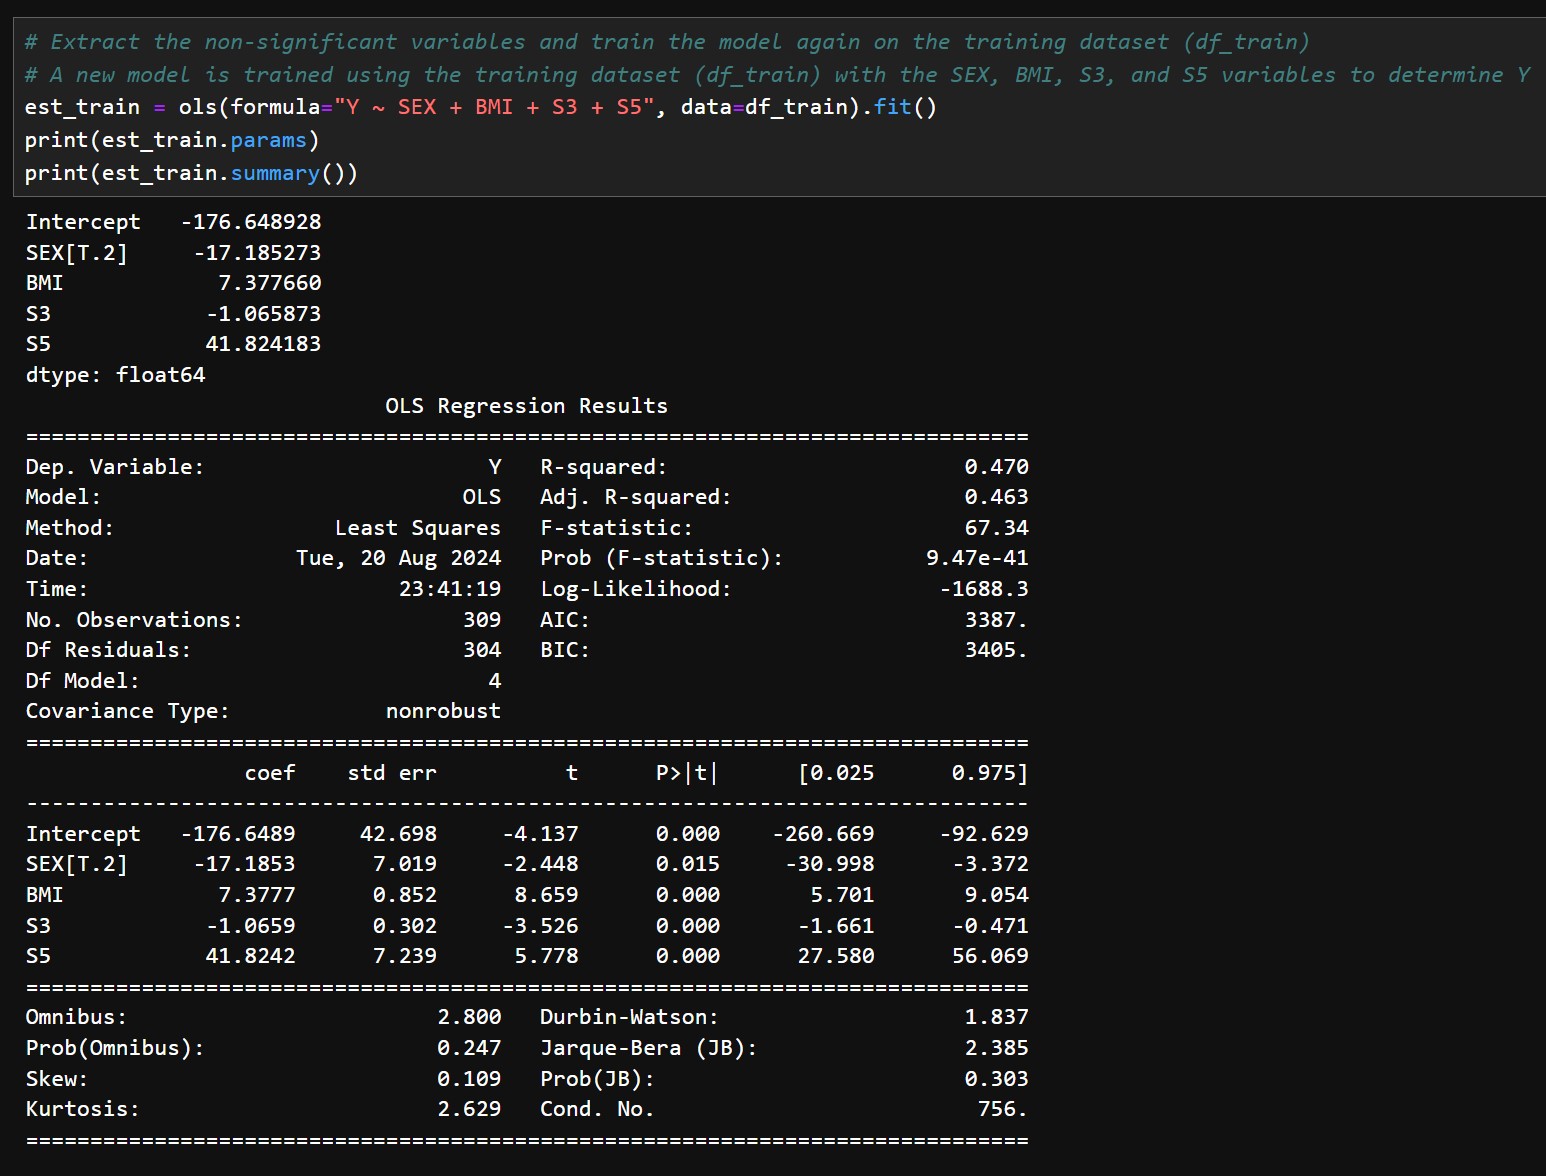 # Extract the non-significant variables and train the model again on the training dataset (df_train)
# A new model is trained using the training dataset (df_train) with the SEX, BMI, S3, and S5 variables to determine Y
est_train = ols(formula="Y ~ SEX + BMI + S3 + S5", data=df_train).fit()
print(est_train.params)
print(est_train.summary())
Intercept   -176.648928
SEX[T.2]     -17.185273
BMI            7.377660
S3            -1.065873
S5            41.824183
dtype: float64
                            OLS Regression Results
==============================================================================
Dep. Variable:                      Y   R-squared:                       0.470
Model:                            OLS   Adj. R-squared:                  0.463
Method:                 Least Squares   F-statistic:                     67.34
Date:                Tue, 20 Aug 2024   Prob (F-statistic):           9.47e-41
Time:                        23:41:19   Log-Likelihood:                -1688.3
No. Observations:                 309   AIC:                             3387.
Df Residuals:                     304   BIC:                             3405.
Df Model:                           4
Covariance Type:            nonrobust
==============================================================================
                 coef    std err          t      P>|t|      [0.025      0.975]
------------------------------------------------------------------------------
Intercept   -176.6489     42.698     -4.137      0.000    -260.669     -92.629
SEX[T.2]     -17.1853      7.019     -2.448      0.015     -30.998      -3.372
BMI            7.3777      0.852      8.659      0.000       5.701       9.054
S3            -1.0659      0.302     -3.526      0.000      -1.661      -0.471
S5            41.8242      7.239      5.778      0.000      27.580      56.069
==============================================================================
Omnibus:                        2.800   Durbin-Watson:                   1.837
Prob(Omnibus):                  0.247   Jarque-Bera (JB):                2.385
Skew:                           0.109   Prob(JB):                        0.303
Kurtosis:                       2.629   Cond. No.                         756.
==============================================================================